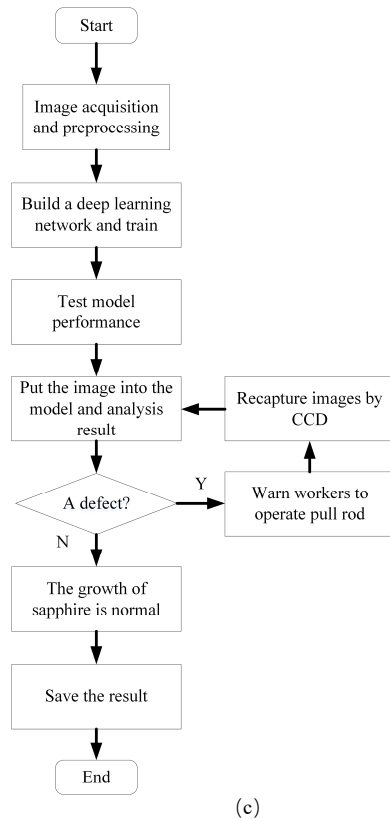 Start
Image acquisition
and preprocessing
Build a deep learning
network and train
Test model
performance
Put the image into the
model and analysis
result
Recapture images by
CCD
A defect?
Y
Warn workers to
operate pull rod
N
The growth of
sapphire is normal
Save the result
End
(c)